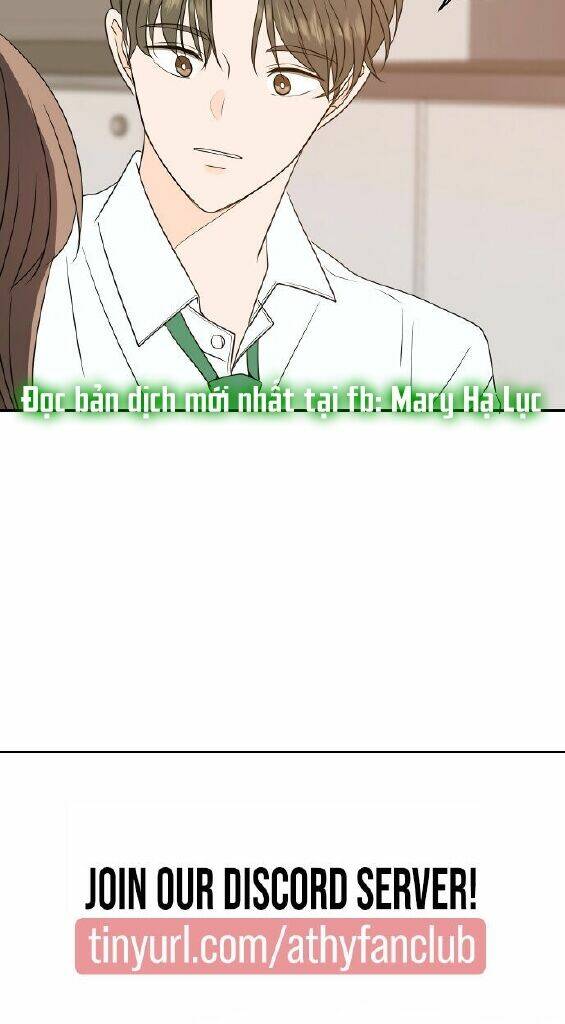 Đọc bản dịch mới nhất tại fb: Mary Hạ Lục
JOIN OUR DISCORD SERVER!
tinyurl.com/athyfanclub